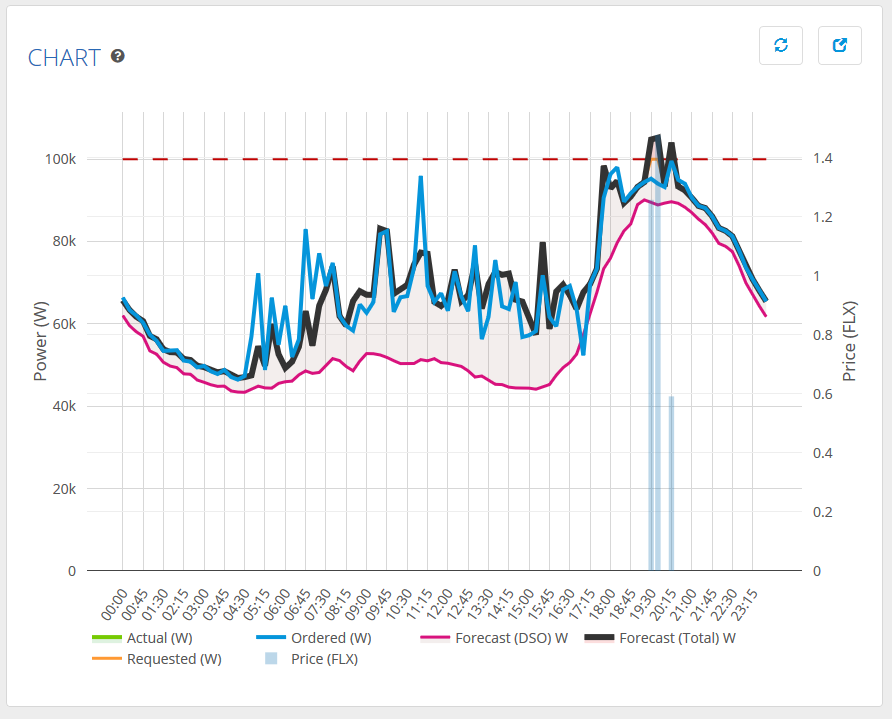 CHART ?
100k
80k
60k
40k
20k
0
Power (W)
1.4
1.2
1
0.8
0.6
0.4
0.2
0
Price (FLX)
00:00 00:45 01:30 02:15 03:00 03:45 04:30 05:15 06:00 06:45 07:30 08:15 09:00 09:45 10:30 11:15 12:00 12:45 13:30 14:15 15:00 15:45 16:30 17:15 18:00 18:45 19:30 20:15 21:00 21:45 22:30 23:15
Actual (W) Ordered (W) Forecast (DSO) W Forecast (Total) W
Requested (W) Price (FLX)